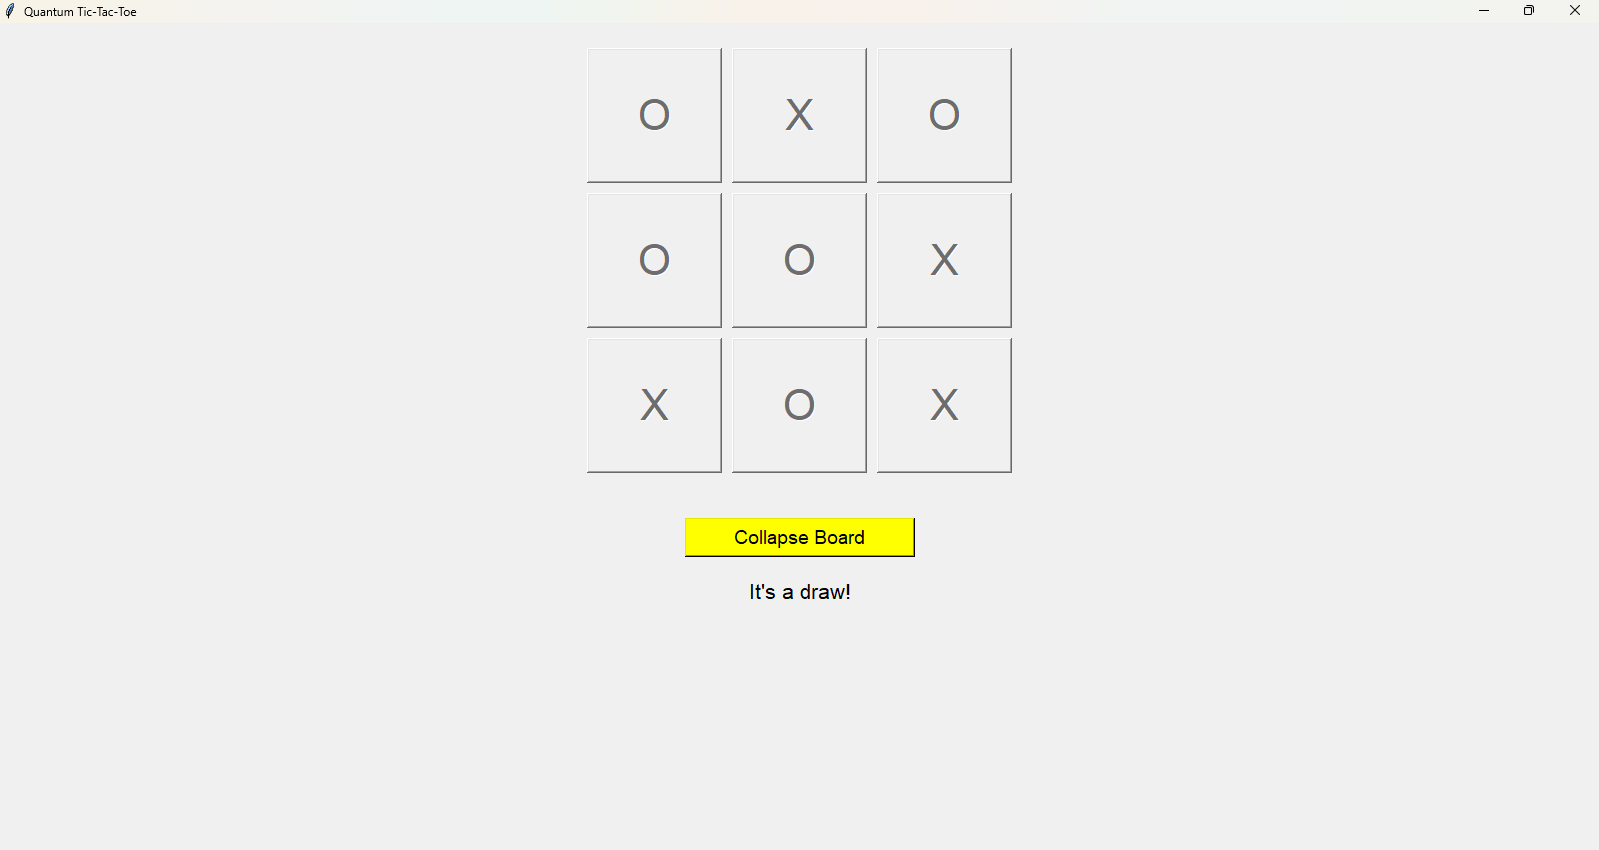 Quantum Tic-Tac-Toe
O X O
O O X
X O X
Collapse Board
It's a draw!